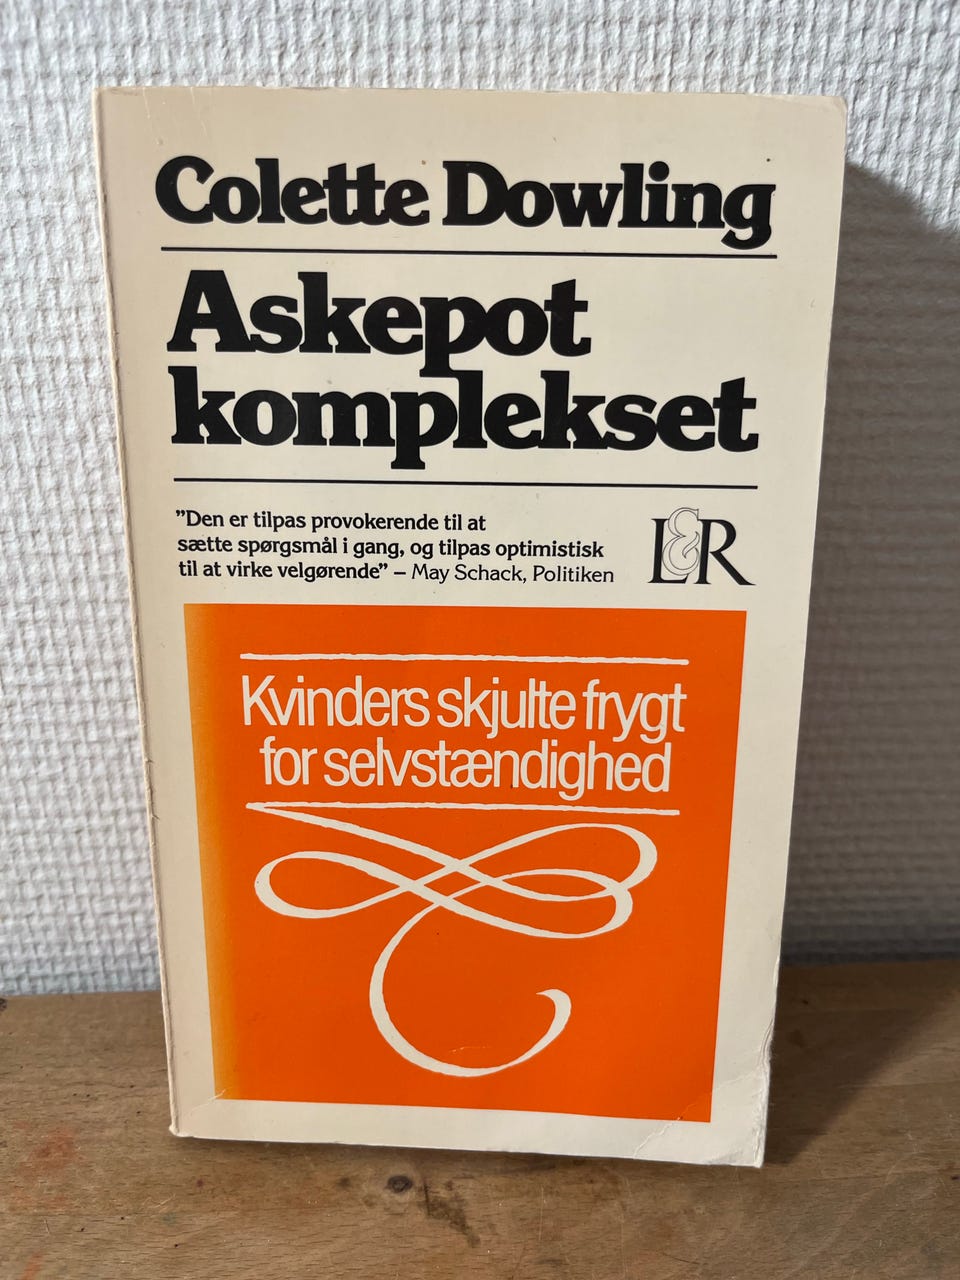 Colette Dowling
Askepot
komplekset
”Den er tilpas provokerende til at
sætte spørgsmål i gang, og tilpas optimistisk
til at virke velgørende” – May Schack, Politiken
L&R
Kvinders skjulte frygt
for selvstændighed